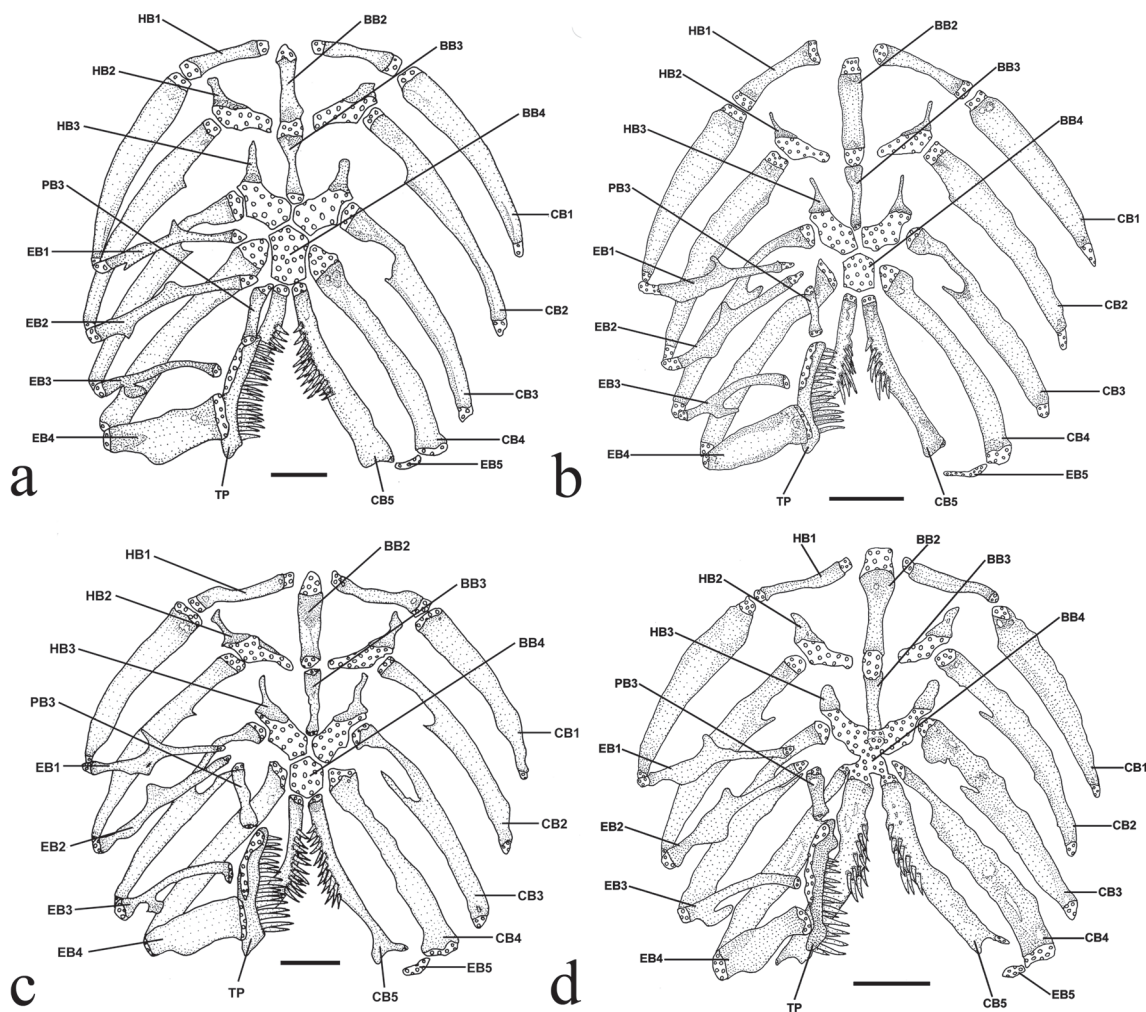 HB1
BB2
BB3
HB2
BB4
HB3
PB3
CB1
EB1
CB2
EB2
EB3
CB3
EB4
CB4
EB5
TP
CB5
a
BB2
HB1
BB3
HB2
BB4
HB3
PB3
CB1
EB1
CB2
EB2
EB3
CB3
CB4
EB4
EB5
TP
CB5
b
HB1
BB2
BB3
HB2
BB4
HB3
PB3
CB1
EB1
CB2
EB2
CB3
EB3
CB4
EB4
EB5
TP
CB5
c
HB1
BB2
HB2
BB3
HB3
BB4
PB3
EB1
CB1
CB2
EB2
CB3
EB3
CB4
EB4
EB5
TP
CB5
d